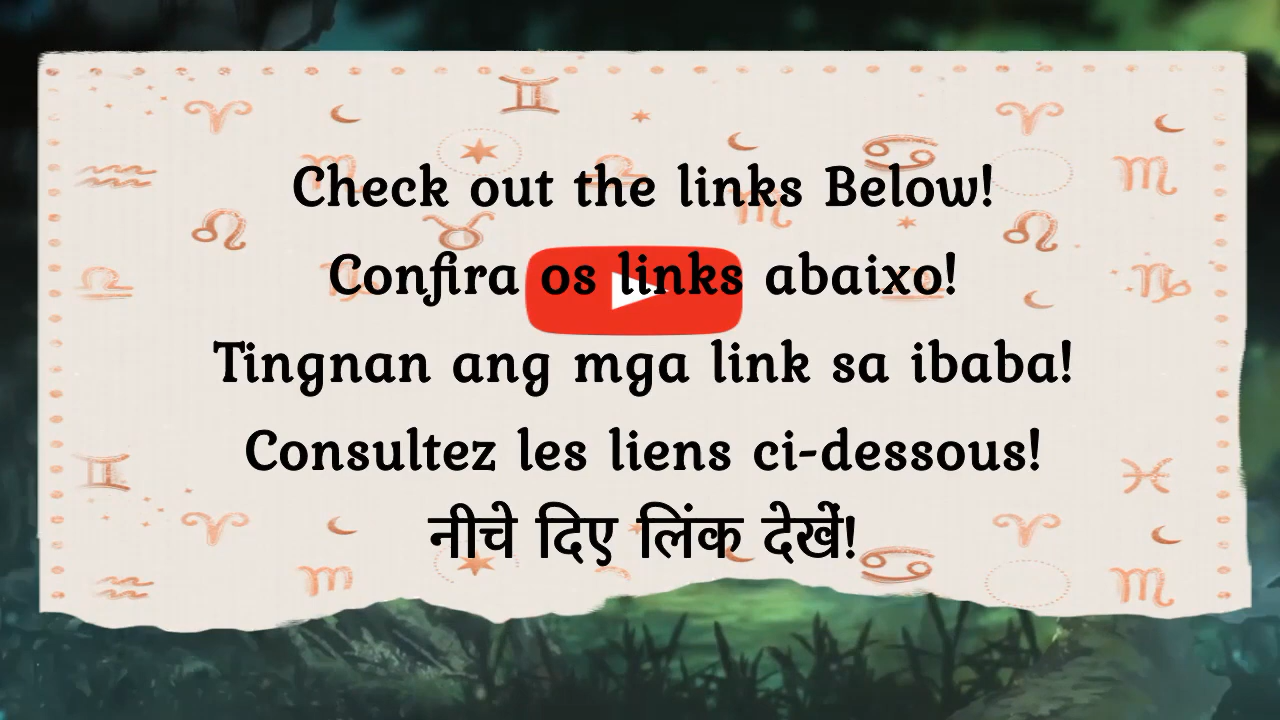 Check out the links Below!
Confira os links abaixo!
Tingnan ang mga link sa ibaba!
Consultez les liens ci-dessous!
नीचे दिए लिंक देखें!